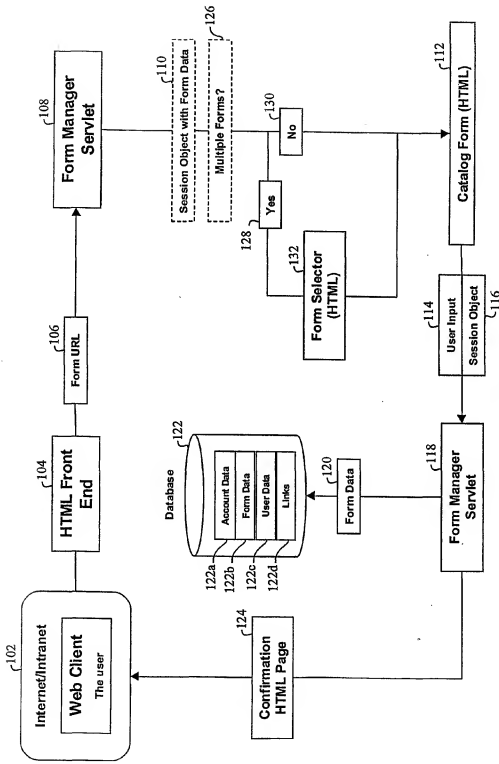 102
Internet/Intranet
Web Client
The user
104
HTML Front
End
106
Form URL
108
Form Manager
Servlet
110
Session Object with Form Data
126
Multiple Forms?
128
Yes
130
No
132
Form Selector
(HTML)
112
Catalog Form (HTML)
114
User Input
Session Object
116
118
Form Manager
Servlet
120
Form Data
Database
122
Account Data
Form Data
User Data
Links
122a
122b
122c
122d
124
Confirmation
HTML Page